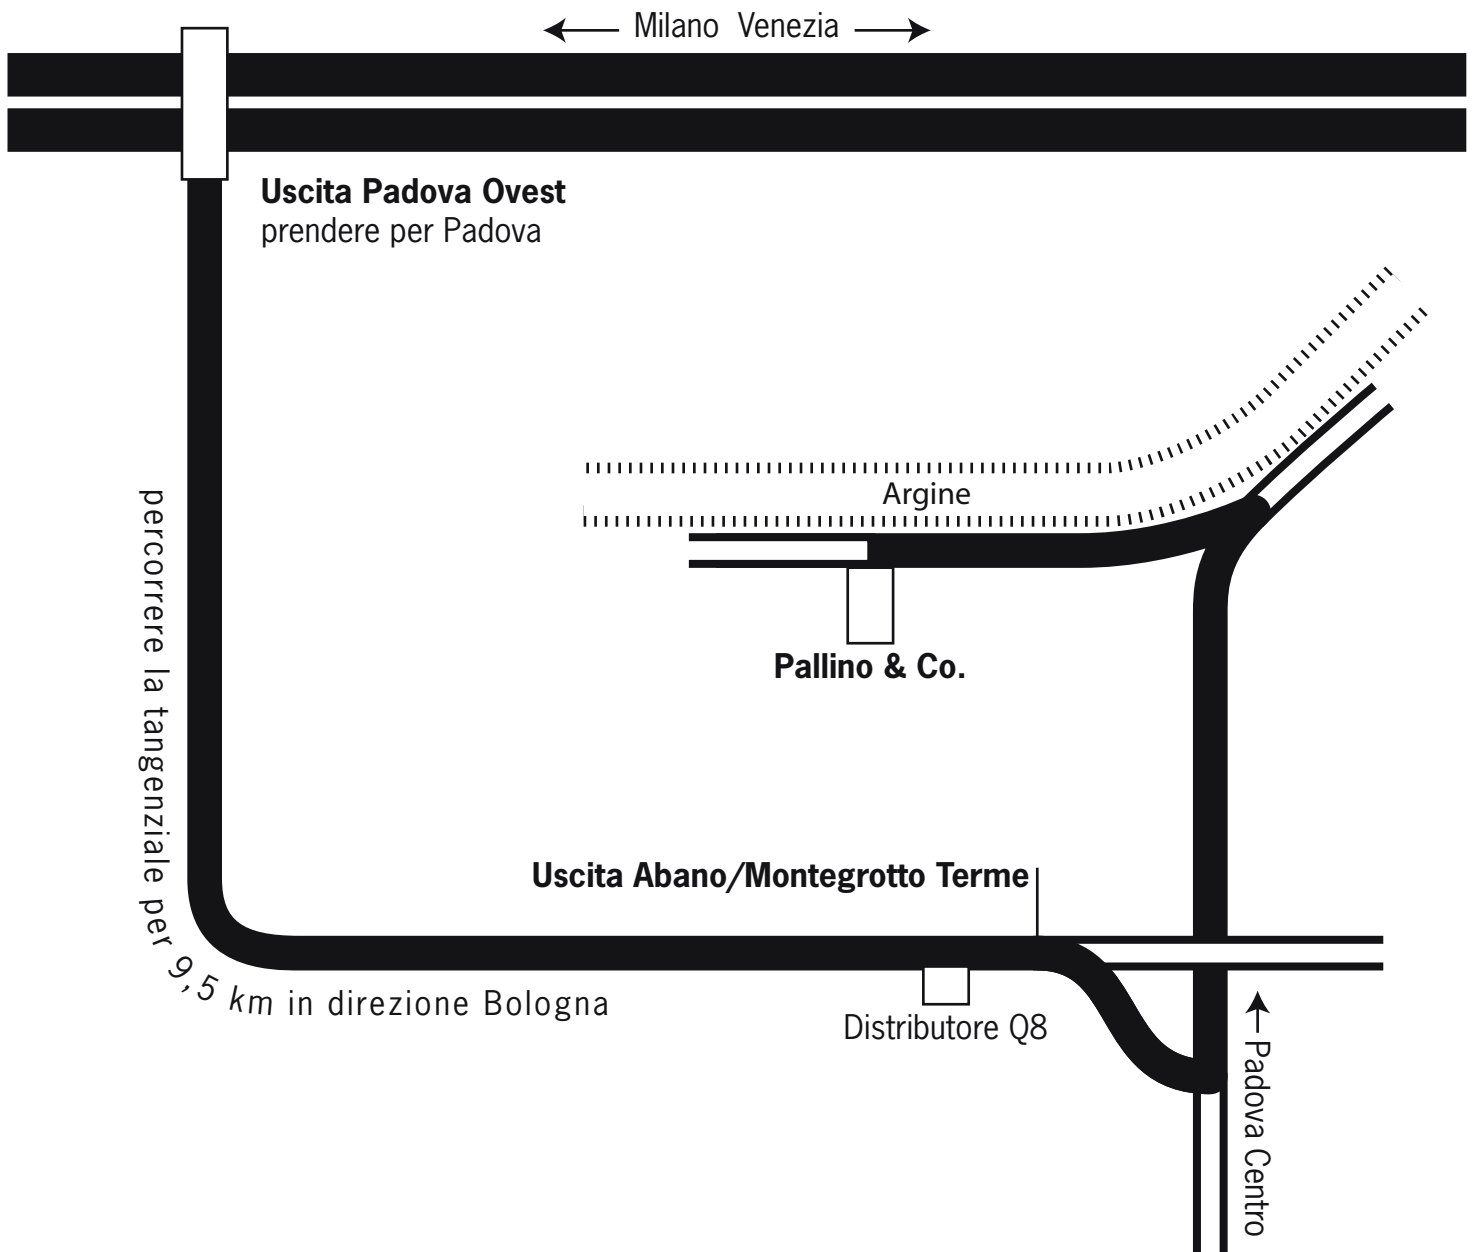 Milano Venezia
Uscita Padova Ovest
prendere per Padova
Argine
Pallino & Co.
percorrere la tangenziale per 9,5 km in direzione Bologna
Uscita Abano/Montegrotto Terme
Distributore Q8
Padova Centro